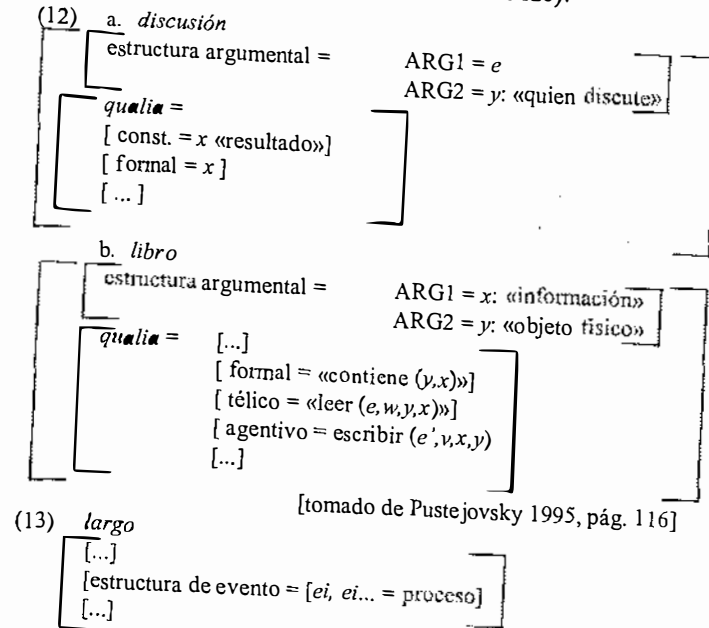 (12) a. discusión
estructura argumental = ARG1 = e
ARG2 = y: «quien discute»
qualia =
[ const. = x «resultado»]
[ formal = x ]
[ ... ]
b. libro
estructura argumental = ARG1 = x: «información»
ARG2 = y: «objeto físico»
qualia = [...]
[ formal = «contiene (y,x)»]
[ télico = «leer (e,w,y,x)»]
[ agentivo = escribir (e',v,x,y)
[...]
[tomado de Pustejovsky 1995, pág. 116]
(13) largo
[...]
[estructura de evento = [ei, ei... = proceso]
[...]